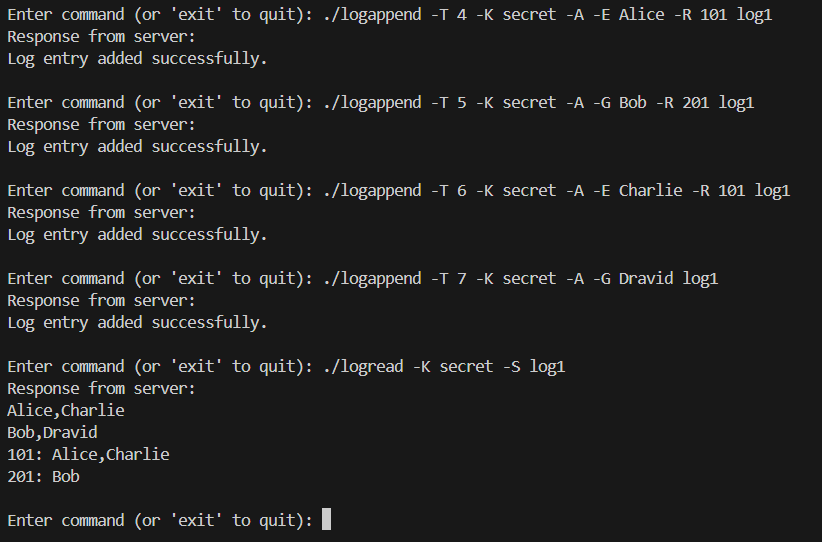 Enter command (or 'exit' to quit): ./logappend -T 4 -K secret -A -E Alice -R 101 log1
Response from server:
Log entry added successfully.
Enter command (or 'exit' to quit): ./logappend -T 5 -K secret -A -G Bob -R 201 log1
Response from server:
Log entry added successfully.
Enter command (or 'exit' to quit): ./logappend -T 6 -K secret -A -E Charlie -R 101 log1
Response from server:
Log entry added successfully.
Enter command (or 'exit' to quit): ./logappend -T 7 -K secret -A -G Dravid log1
Response from server:
Log entry added successfully.
Enter command (or 'exit' to quit): ./logread -K secret -S log1
Response from server:
Alice,Charlie
Bob,Dravid
101: Alice,Charlie
201: Bob
Enter command (or 'exit' to quit):